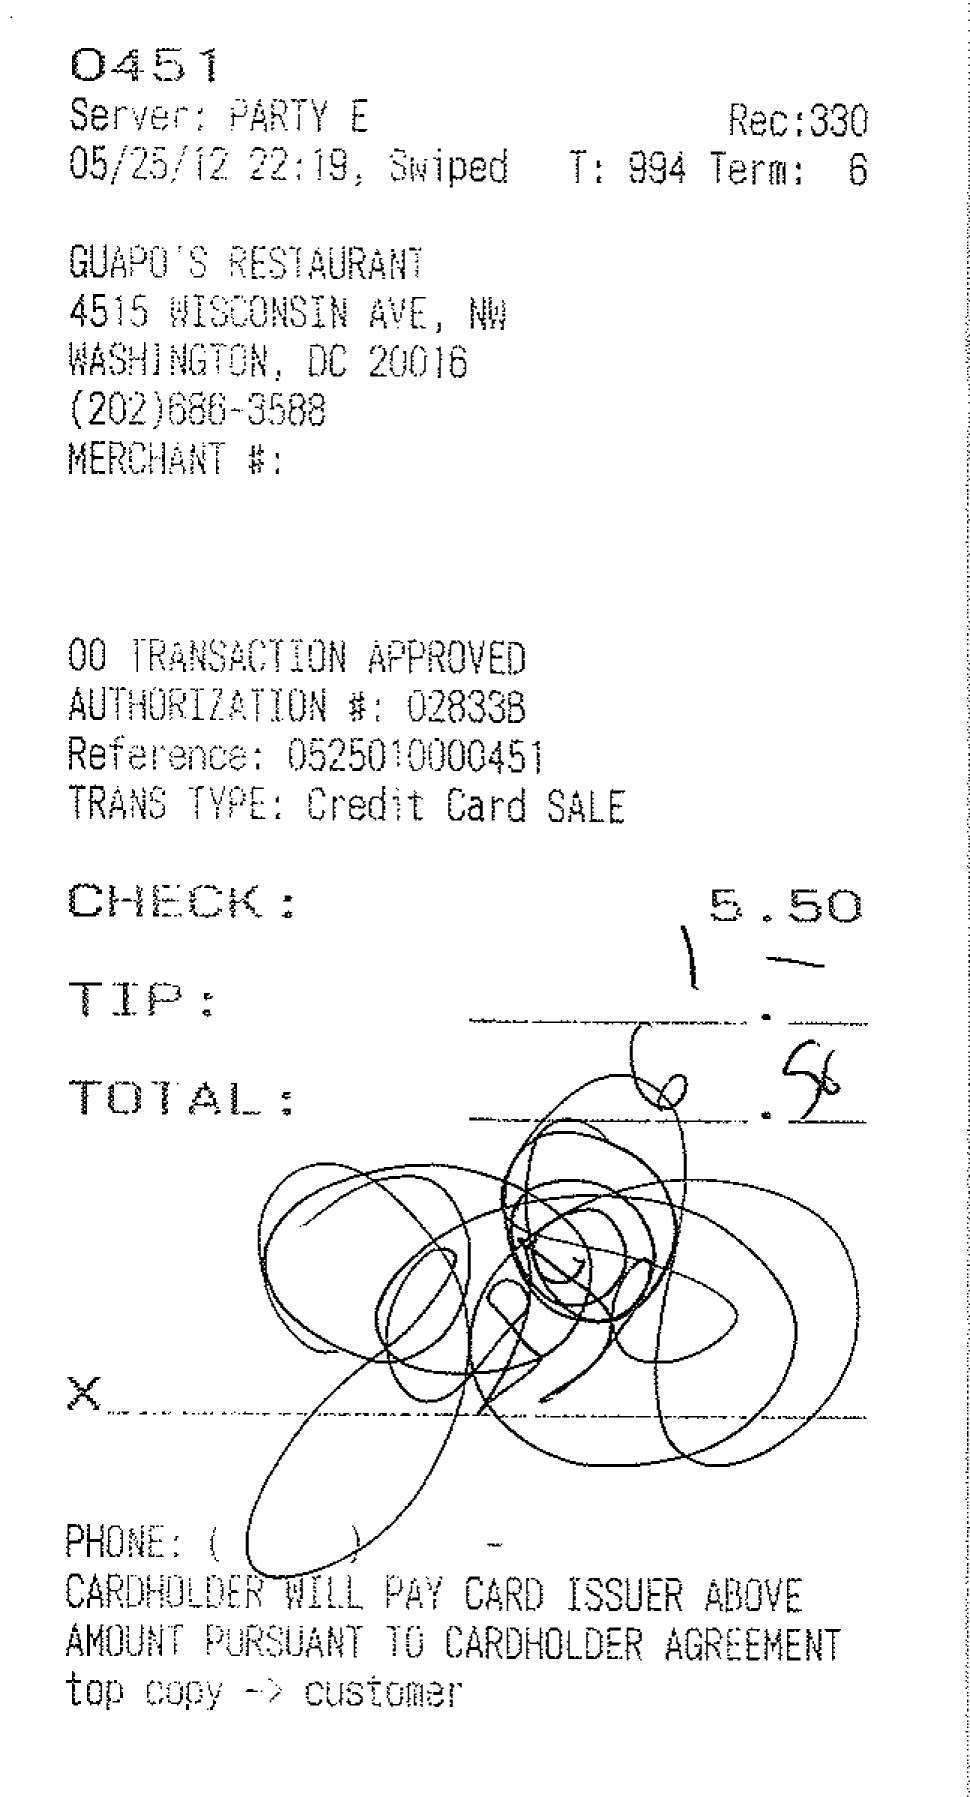 0451
Server: PARTY E Rec:330
05/25/12 22:19, Swiped T: 994 Term: 6
GUAPO'S RESTAURANT
4515 WISCONSIN AVE, NW
WASHINGTON, DC 20016
(202)686-3588
MERCHANT #:
00 TRANSACTION APPROVED
AUTHORIZATION #: 02833B
Reference: 0525010000451
TRANS TYPE: Credit Card SALE
CHECK: 5.50
TIP: 1 . —
TOTAL: 6 . 50
X
PHONE: ( ) -
CARDHOLDER WILL PAY CARD ISSUER ABOVE
AMOUNT PURSUANT TO CARDHOLDER AGREEMENT
top copy -> customer